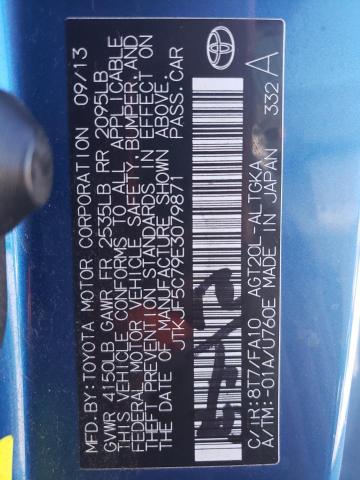 MFD. BY: TOYOTA MOTOR CORPORATION 09/13
GVWR 4150LB GAWR FR 2535LB RR 2095LB
THIS VEHICLE CONFORMS TO ALL APPLICABLE
FEDERAL MOTOR VEHICLE SAFETY, BUMPER, AND
THEFT PREVENTION STANDARDS IN EFFECT ON
THE DATE OF MANUFACTURE SHOWN ABOVE.
JTKJF5C79E3079871 PASS.CAR
C/TR:8T7/FA10 AGT20L-ALTGKA
A/TM:-01A/U760E MADE IN JAPAN 332 A